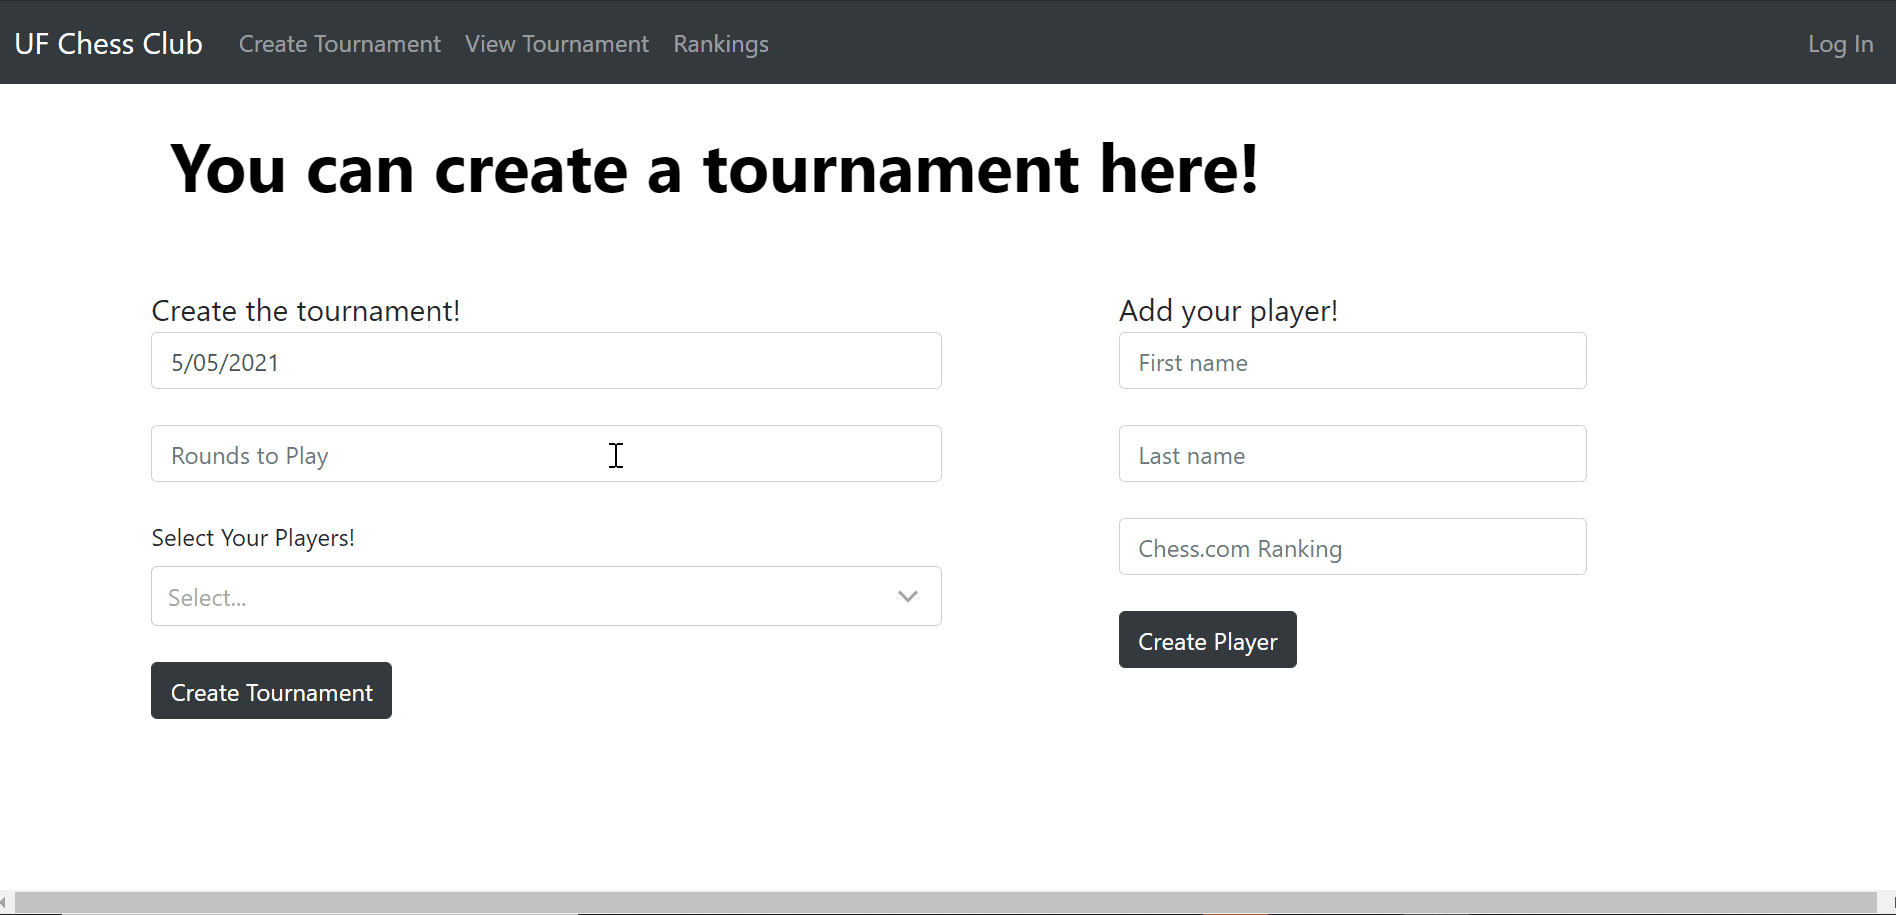 UF Chess Club Create Tournament View Tournament Rankings Log In
You can create a tournament here!
Create the tournament!
5/05/2021
Rounds to Play
Select Your Players!
Select...
Create Tournament
Add your player!
First name
Last name
Chess.com Ranking
Create Player